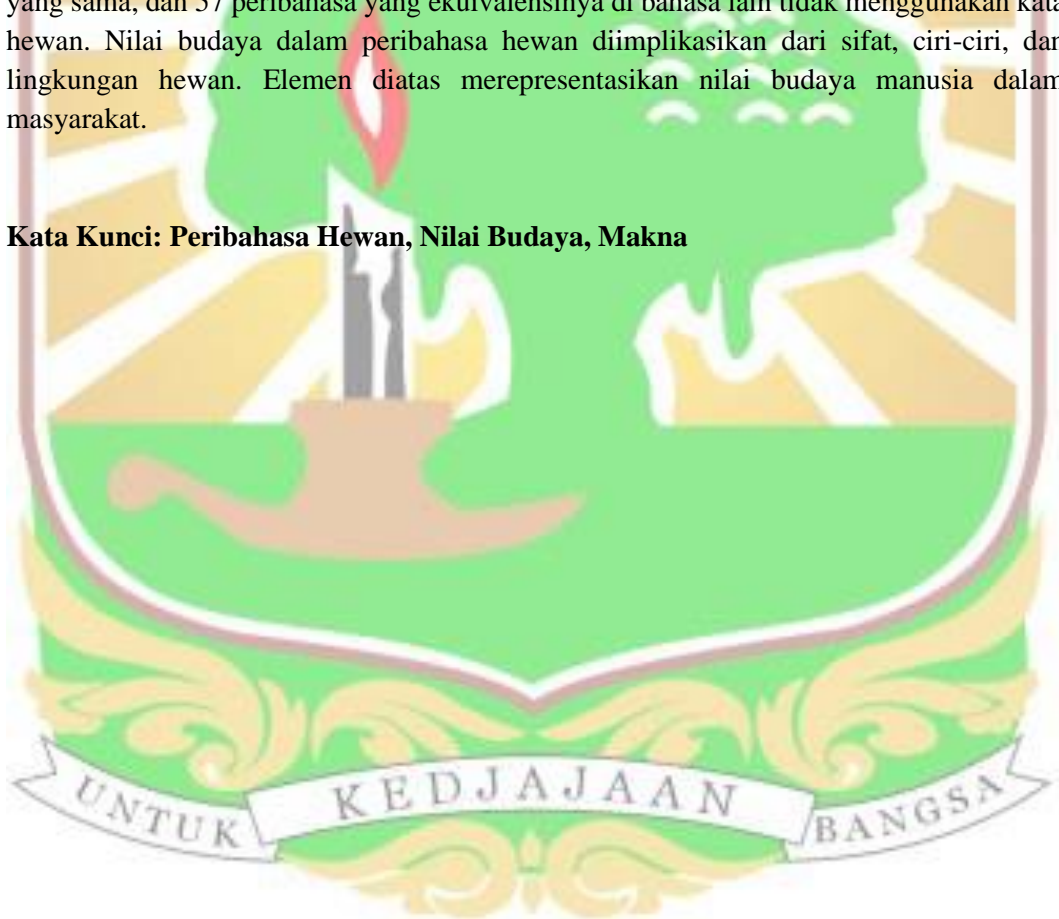 yang sama, dan 57 peribahasa yang ekuivalensinya di bahasa lain tidak menggunakan kata
hewan. Nilai budaya dalam peribahasa hewan diimplikasikan dari sifat, ciri-ciri, dan
lingkungan hewan. Elemen diatas merepresentasikan nilai budaya manusia dalam
masyarakat.
Kata Kunci: Peribahasa Hewan, Nilai Budaya, Makna
UNTUK KEDJAJAAN BANGSA